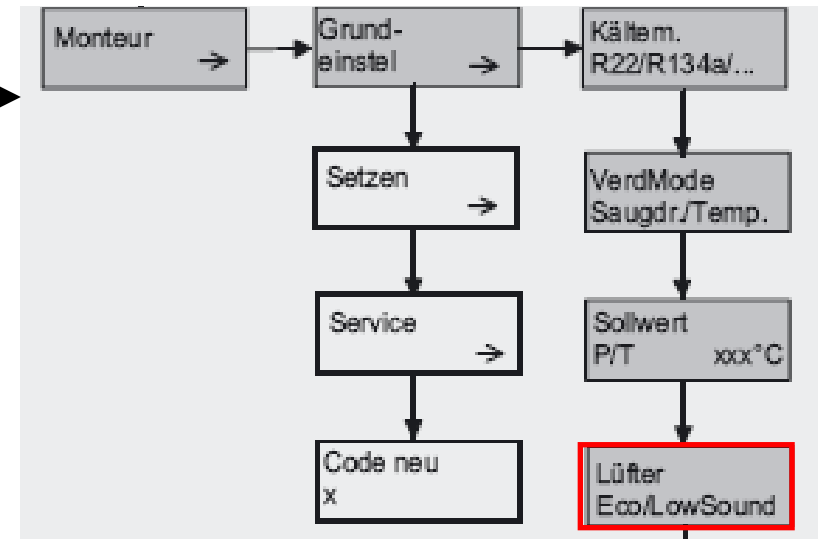 Monteur
→
Grund-
einstel →
Kältem.
R22/R134a/...
Setzen
→
VerdMode
Saugdr./Temp.
Service
→
Sollwert
P/T xxx°C
Code neu
x
Lüfter
Eco/LowSound